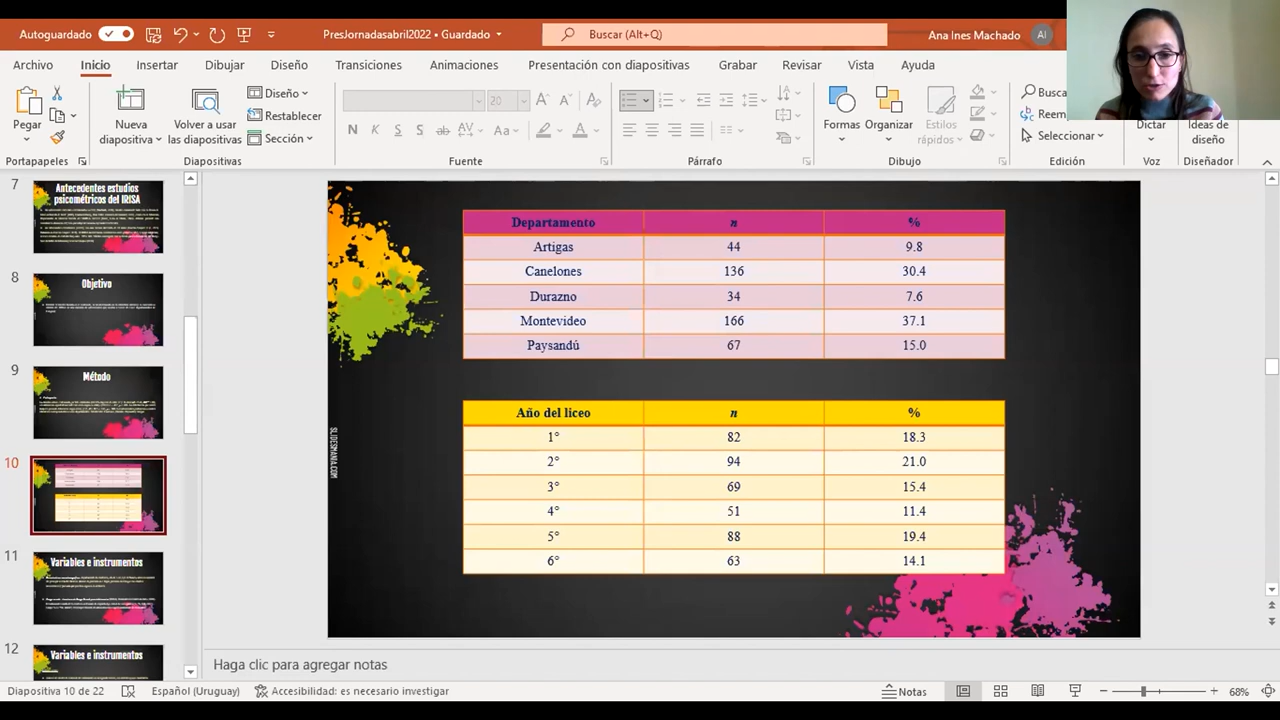 Autoguardado
PresJornadasabril2022 • Guardado
Buscar (Alt+Q)
Ana Ines Machado
AI
Archivo Inicio Insertar Dibujar Diseño Transiciones Animaciones Presentación con diapositivas Grabar Revisar Vista Ayuda
Pegar
Nueva diapositiva
Volver a usar las diapositivas
Diseño
Restablecer
Sección
20
N K S S ab AV Aa A
Formas
Organizar
Estilos rápidos
Seleccionar
Dictar
Ideas de diseño
Portapapeles Diapositivas Fuente Párrafo Dibujo Edición Voz Diseñador
7
Antecedentes estudios
psicométricos del IRISA
8
Objetivo
9
Método
10
11
Variables e instrumentos
12
Variables e instrumentos
Departamento %
Artigas 44 9.8
Canelones 136 30.4
Durazno 34 7.6
Montevideo 166 37.1
Paysandú 67 15.0
Año del liceo n %
1° 82 18.3
2° 94 21.0
3° 69 15.4
4° 51 11.4
5° 88 19.4
6° 63 14.1
SLIDESMANIA.COM
Haga clic para agregar notas
Diapositiva 10 de 22 Español (Uruguay) Accesibilidad: es necesario investigar Notas 68%